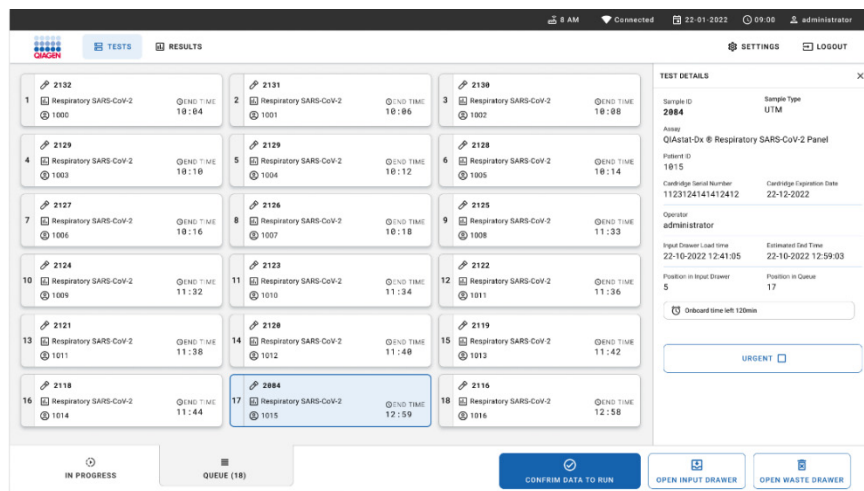 8 AM Connected 22-01-2022 09:00 administrator
QIAGEN TESTS RESULTS SETTINGS LOGOUT
1 2132
Respiratory SARS-CoV-2 END TIME
1000 10:04
2 2131
Respiratory SARS-CoV-2 END TIME
1001 10:06
3 2130
Respiratory SARS-CoV-2 END TIME
1002 10:08
4 2129
Respiratory SARS-CoV-2 END TIME
1003 10:10
5 2129
Respiratory SARS-CoV-2 END TIME
1004 10:12
6 2128
Respiratory SARS-CoV-2 END TIME
1005 10:14
7 2127
Respiratory SARS-CoV-2 END TIME
1006 10:16
8 2126
Respiratory SARS-CoV-2 END TIME
1007 10:18
9 2125
Respiratory SARS-CoV-2 END TIME
1008 11:33
10 2124
Respiratory SARS-CoV-2 END TIME
1009 11:32
11 2123
Respiratory SARS-CoV-2 END TIME
1010 11:34
12 2122
Respiratory SARS-CoV-2 END TIME
1011 11:36
13 2121
Respiratory SARS-CoV-2 END TIME
1011 11:38
14 2120
Respiratory SARS-CoV-2 END TIME
1012 11:40
15 2119
Respiratory SARS-CoV-2 END TIME
1013 11:42
16 2118
Respiratory SARS-CoV-2 END TIME
1014 11:44
17 2084
Respiratory SARS-CoV-2 END TIME
1015 12:59
18 2116
Respiratory SARS-CoV-2 END TIME
1016 12:58
TEST DETAILS
Sample ID Sample Type
2084 UTM
Assay
QIAstat-Dx ® Respiratory SARS-CoV-2 Panel
Patient ID
1015
Cardridge Serial Number Cardridge Expiration Date
1123124141412412 22-12-2022
Operator
administrator
Input Drawer Load time Estimated End Time
22-10-2022 12:41:05 22-10-2022 12:59:03
Position in Input Drawer Position in Queue
5 17
Onboard time left 120min
URGENT
IN PROGRESS QUEUE (18) CONFRIM DATA TO RUN OPEN INPUT DRAWER OPEN WASTE DRAWER